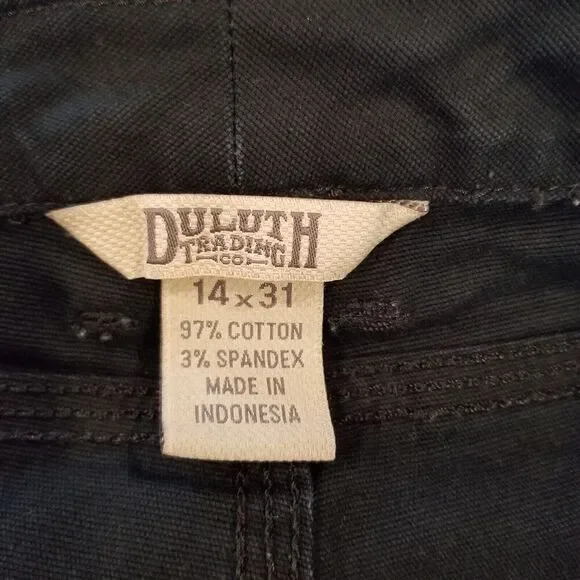 DULUTH
TRADING
CO
14 x 31
97% COTTON
3% SPANDEX
MADE IN
INDONESIA